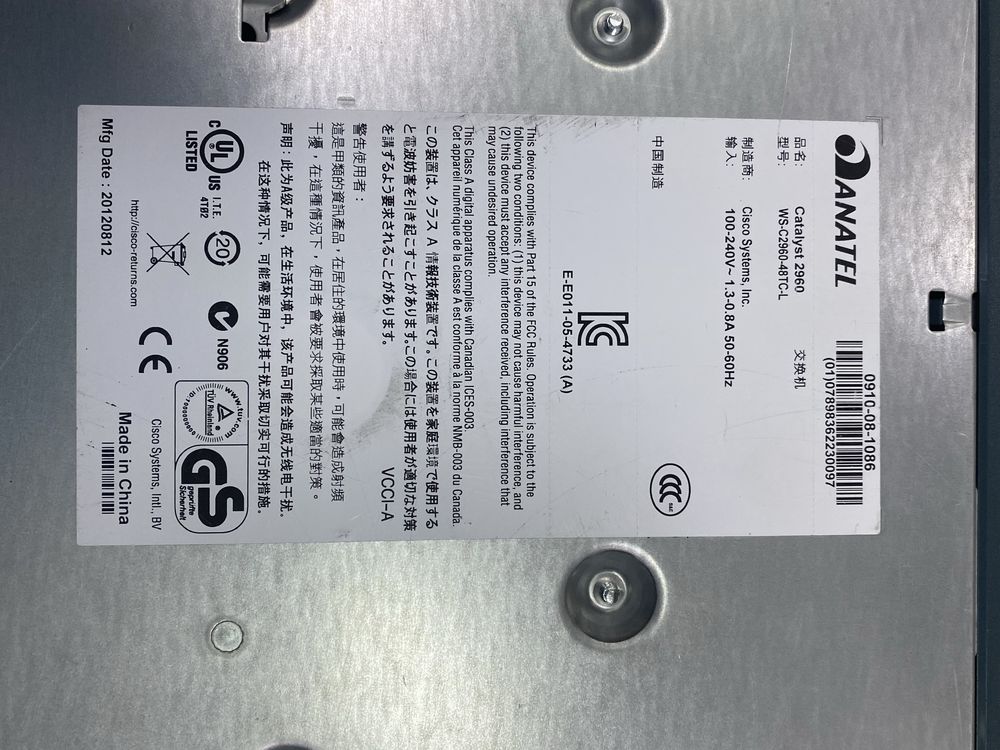 ANATEL
0910-08-1086
(01)07898362230097
品名: Catalyst 2960 交换机
型号: WS-C2960-48TC-L
制造商: Cisco Systems, Inc.
输入: 100-240V~ 1.3-0.8A 50-60Hz
中国制造
E-E011-05-4733 (A)
This device complies with Part 15 of the FCC Rules. Operation is subject to the
following two conditions: (1) this device may not cause harmful interference, and
(2) this device must accept any interference received, including interference that
may cause undesired operation.
This Class A digital apparatus complies with Canadian ICES-003.
Cet appareil numérique de la classe A est conforme à la norme NMB-003 du Canada.
この装置は、クラス A 情報技術装置です。この装置を家庭環境で使用する
と電波妨害を引き起こすことがあります。この場合には使用者が適切な対策
を講ずるよう要求されることがあります。 VCCI-A
警告使用者：
這是甲類的資訊產品，在居住的環境中使用時，可能會造成射頻
干擾，在這種情況下，使用者會被要求採取某些適當的對策。
声明：此为A级产品，在生活环境中，该产品可能会造成无线电干扰。
在这种情况下，可能需要用户对其干扰采取切实可行的措施。
C UL US
LISTED
I.T.E.
4TB2
20
N906
www.tuv.com
TÜV Rheinland
GS
geprüfte
Sicherheit
http://cisco-returns.com
CE
Cisco Systems, Intl., BV
Mfg Date : 20120812
Made in China